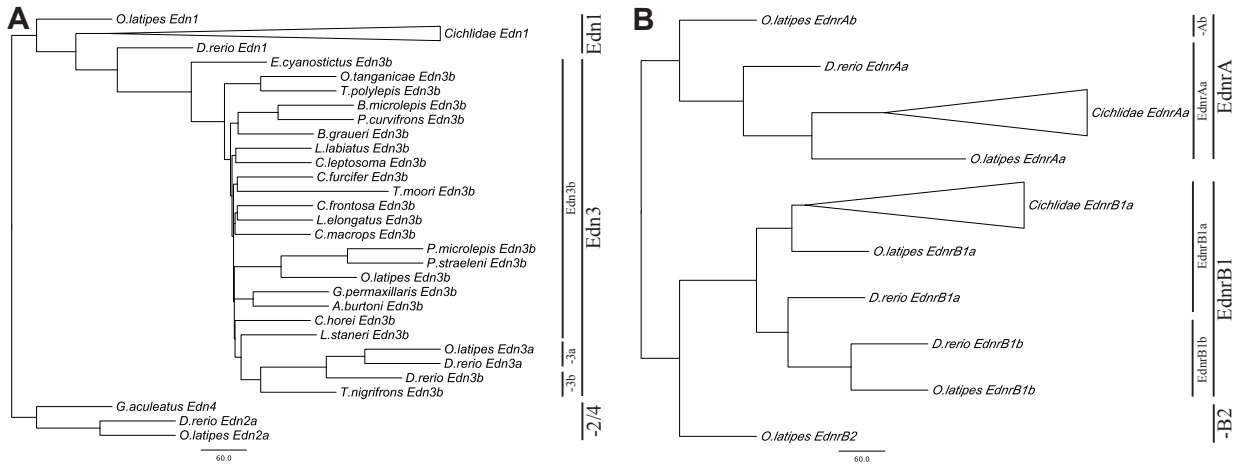 A
O.latipes Edn1
Cichlidae Edn1
D.rerio Edn1
E.cyanostictus Edn3b
O.tanganicae Edn3b
T.polylepis Edn3b
B.microlepis Edn3b
P.curvifrons Edn3b
B.graueri Edn3b
L.labiatus Edn3b
C.leptosoma Edn3b
C.furcifer Edn3b
T.moori Edn3b
C.frontosa Edn3b
L.elongatus Edn3b
C.macrops Edn3b
P.microlepis Edn3b
P.straeleni Edn3b
O.latipes Edn3b
G.permaxillaris Edn3b
A.burtoni Edn3b
C.horei Edn3b
L.staneri Edn3b
O.latipes Edn3a
D.rerio Edn3a
D.rerio Edn3b
T.nigrifrons Edn3b
G.aculeatus Edn4
D.rerio Edn2a
O.latipes Edn2a
60.0
Edn3b
-3a
-3b
Edn1
Edn3
-2/4
B
O.latipes EdnrAb
D.rerio EdnrAa
Cichlidae EdnrAa
O.latipes EdnrAa
Cichlidae EdnrB1a
O.latipes EdnrB1a
D.rerio EdnrB1a
D.rerio EdnrB1b
O.latipes EdnrB1b
O.latipes EdnrB2
60.0
-Ab
EdnrAa
EdnrB1a
EdnrB1b
EdnrA
EdnrB1
-B2